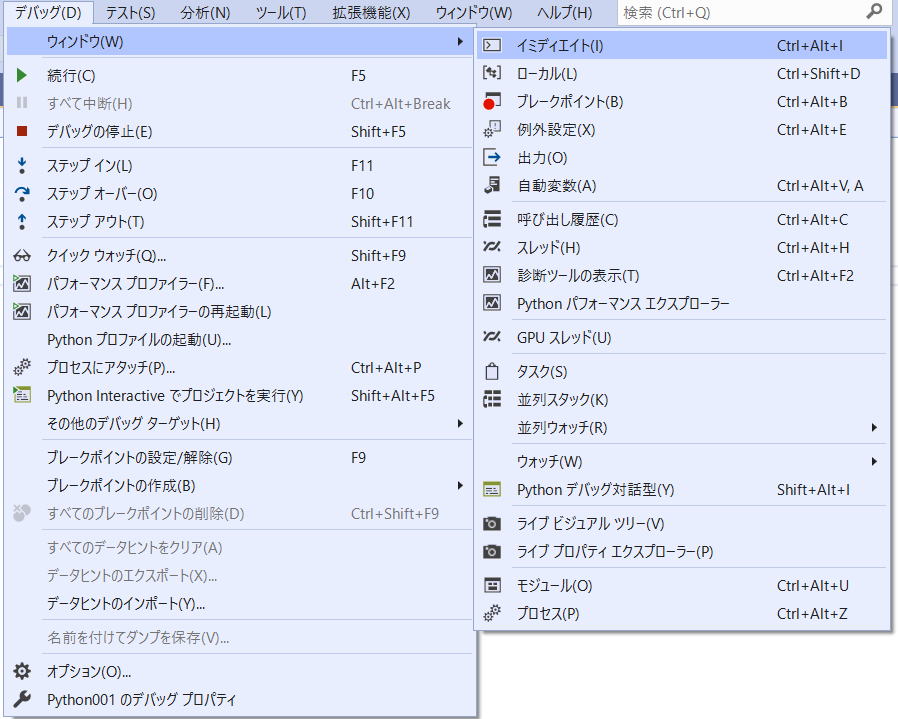 デバッグ(D) テスト(S) 分析(N) ツール(T) 拡張機能(X) ウィンドウ(W) ヘルプ(H) 検索 (Ctrl+Q)
ウィンドウ(W)
続行(C) F5
すべて中断(H) Ctrl+Alt+Break
デバッグの停止(E) Shift+F5
ステップ イン(L) F11
ステップ オーバー(O) F10
ステップ アウト(T) Shift+F11
クイック ウォッチ(Q)... Shift+F9
パフォーマンス プロファイラー(F)... Alt+F2
パフォーマンス プロファイラーの再起動(L)
Python プロファイルの起動(U)...
プロセスにアタッチ(P)... Ctrl+Alt+P
Python Interactive でプロジェクトを実行(Y) Shift+Alt+F5
その他のデバッグ ターゲット(H)
ブレークポイントの設定/解除(G) F9
ブレークポイントの作成(B)
すべてのブレークポイントの削除(D) Ctrl+Shift+F9
すべてのデータヒントをクリア(A)
データヒントのエクスポート(X)...
データヒントのインポート(Y)...
名前を付けてダンプを保存(V)...
オプション(O)...
Python001 のデバッグ プロパティ
イミディエイト(I) Ctrl+Alt+I
ローカル(L) Ctrl+Shift+D
ブレークポイント(B) Ctrl+Alt+B
例外設定(X) Ctrl+Alt+E
出力(O)
自動変数(A) Ctrl+Alt+V, A
呼び出し履歴(C) Ctrl+Alt+C
スレッド(H) Ctrl+Alt+H
診断ツールの表示(T) Ctrl+Alt+F2
Python パフォーマンス エクスプローラー
GPU スレッド(U)
タスク(S)
並列スタック(K)
並列ウォッチ(R)
ウォッチ(W)
Python デバッグ対話型(Y) Shift+Alt+I
ライブ ビジュアル ツリー(V)
ライブ プロパティ エクスプローラー(P)
モジュール(O) Ctrl+Alt+U
プロセス(P) Ctrl+Alt+Z